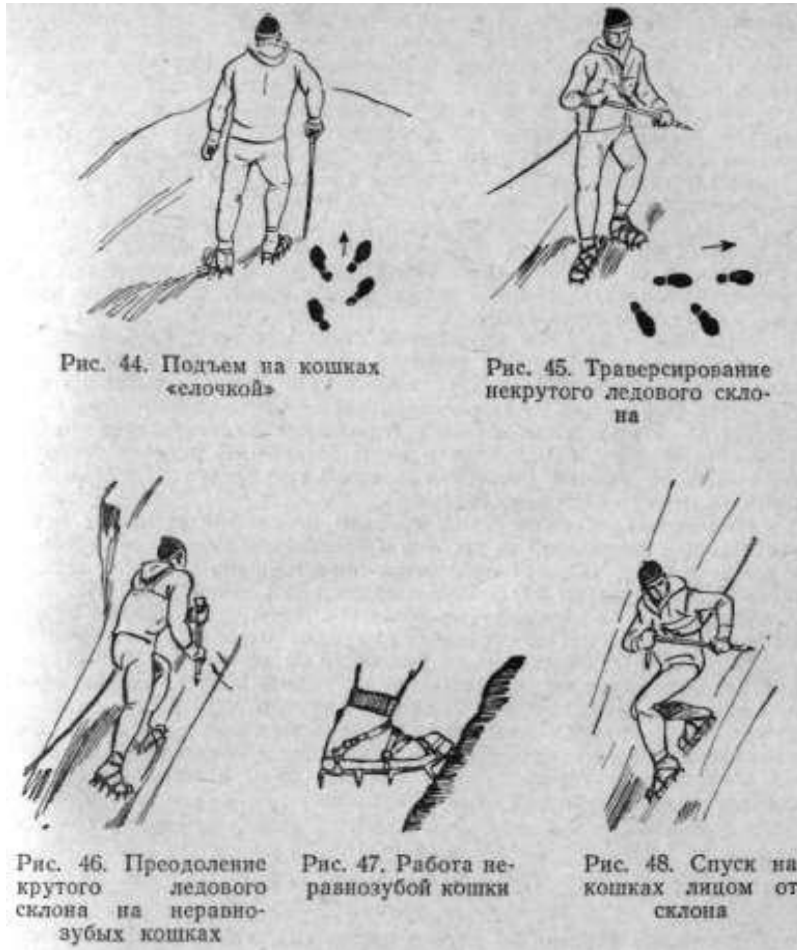 Рис. 44. Подъем на кошках
«елочкой»
Рис. 45. Траверсирование
некрутого ледового скло-
на
Рис. 46. Преодоление
крутого ледового
склона на неравно-
зубых кошках
Рис. 47. Работа не-
равнозубой кошки
Рис. 48. Спуск на
кошках лицом от
склона